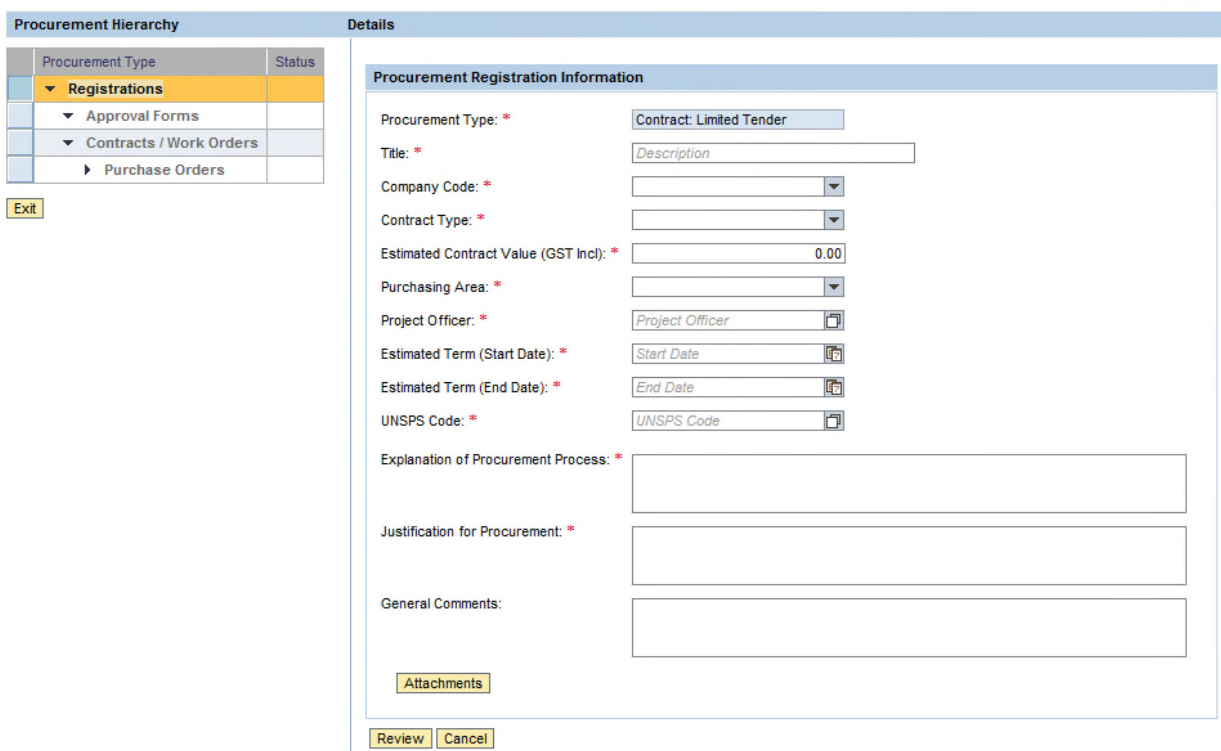 Procurement Hierarchy
Procurement Type Status
Registrations
Approval Forms
Contracts / Work Orders
Purchase Orders
Exit
Details
Procurement Registration Information
Procurement Type: * Contract: Limited Tender
Title: * Description
Company Code: *
Contract Type: *
Estimated Contract Value (GST Incl): * 0.00
Purchasing Area: *
Project Officer: * Project Officer
Estimated Term (Start Date): * Start Date
Estimated Term (End Date): * End Date
UNSPS Code: * UNSPS Code
Explanation of Procurement Process: *
Justification for Procurement: *
General Comments:
Attachments
Review Cancel